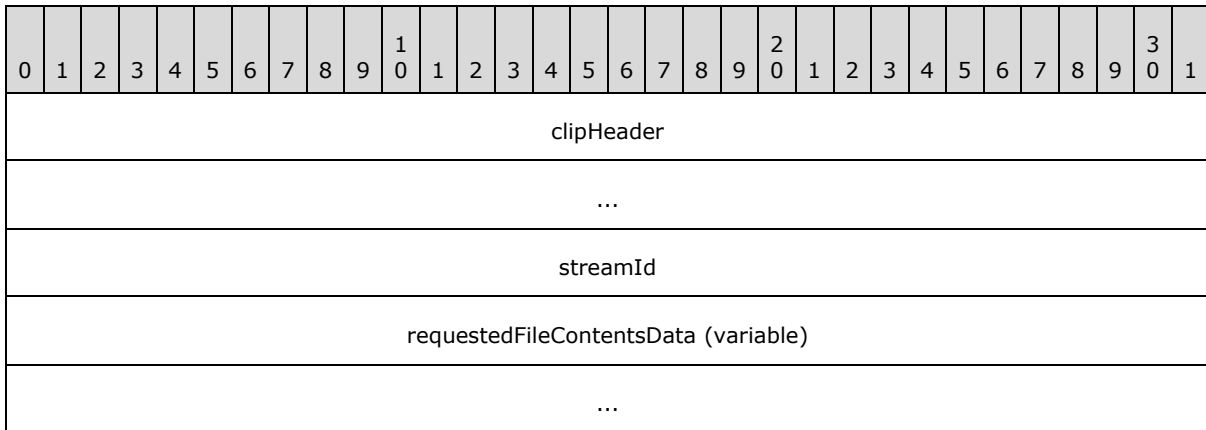 0 1 2 3 4 5 6 7 8 9 1 0 1 2 3 4 5 6 7 8 9 2 0 1 2 3 4 5 6 7 8 9 3 0 1
clipHeader
...
streamId
requestedFileContentsData (variable)
...